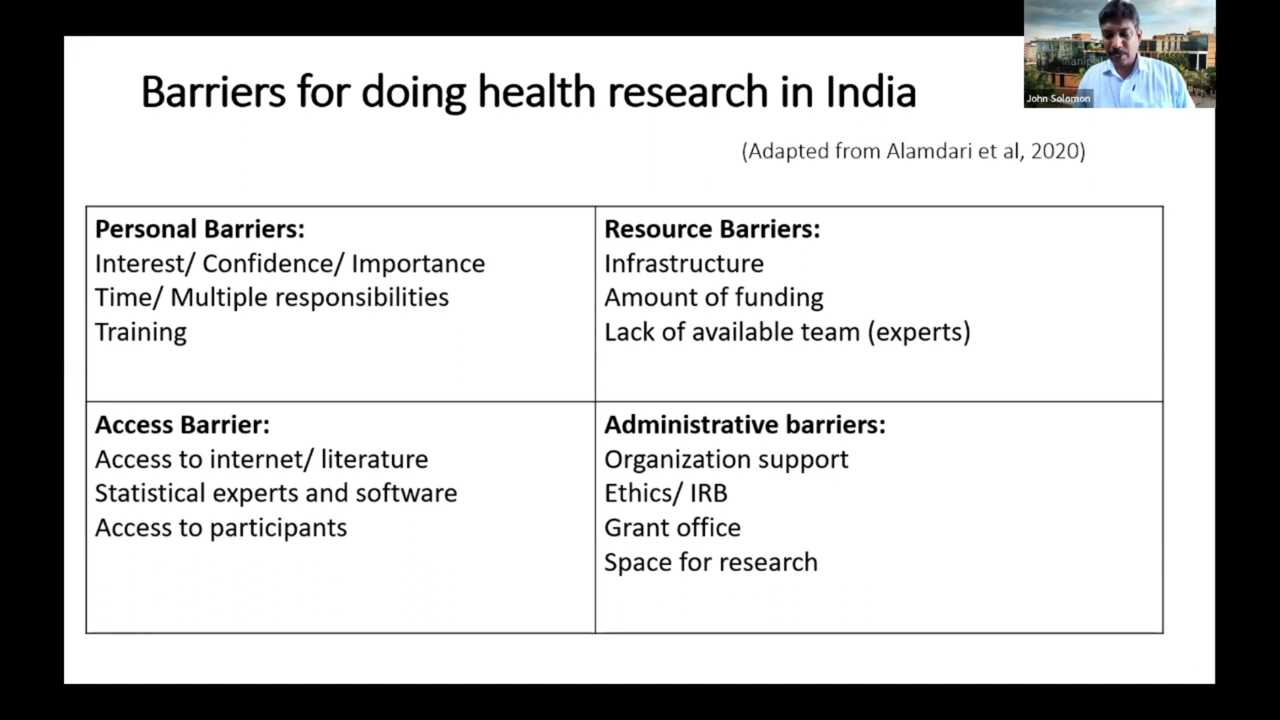 Barriers for doing health research in India
manipal
John Solomon
(Adapted from Alamdari et al, 2020)
Personal Barriers:
Interest/ Confidence/ Importance
Time/ Multiple responsibilities
Training
Resource Barriers:
Infrastructure
Amount of funding
Lack of available team (experts)
Access Barrier:
Access to internet/ literature
Statistical experts and software
Access to participants
Administrative barriers:
Organization support
Ethics/ IRB
Grant office
Space for research